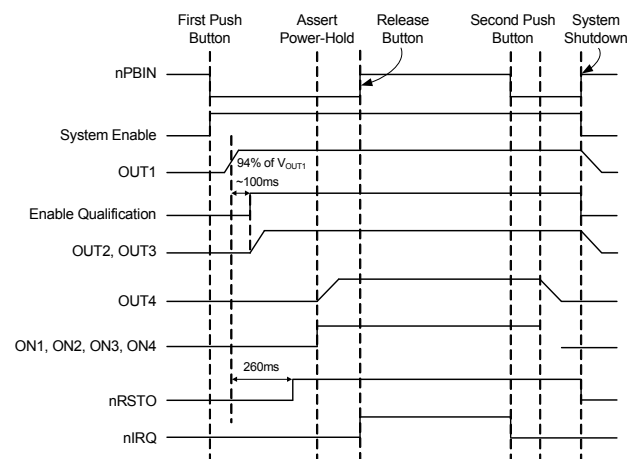 First Push
Button
Assert
Power-Hold
Release
Button
Second Push
Button
System
Shutdown
nPBIN
System Enable
OUT1
94% of VOUT1
~100ms
Enable Qualification
OUT2, OUT3
OUT4
ON1, ON2, ON3, ON4
260ms
nRSTO
nIRQ